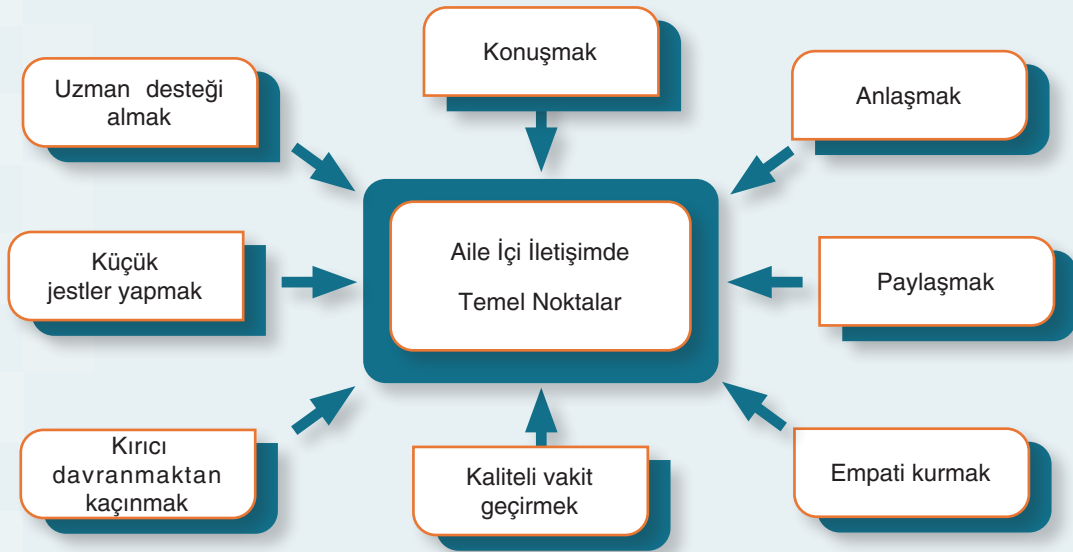 Konuşmak
Uzman desteği
almak
Anlaşmak
Aile İçi İletişimde
Temel Noktalar
Küçük
jestler yapmak
Paylaşmak
Kırıcı
davranmaktan
kaçınmak
Kaliteli vakit
geçirmek
Empati kurmak